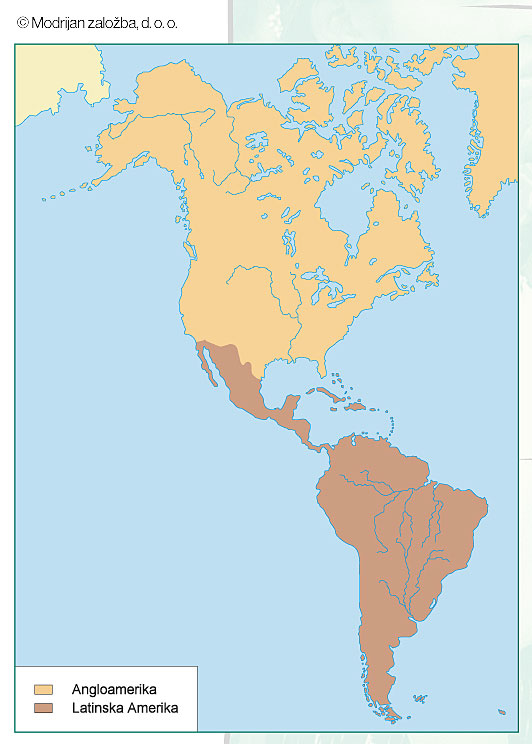 © Modrijan založba, d. o. o.
Angloamerika
Latinska Amerika